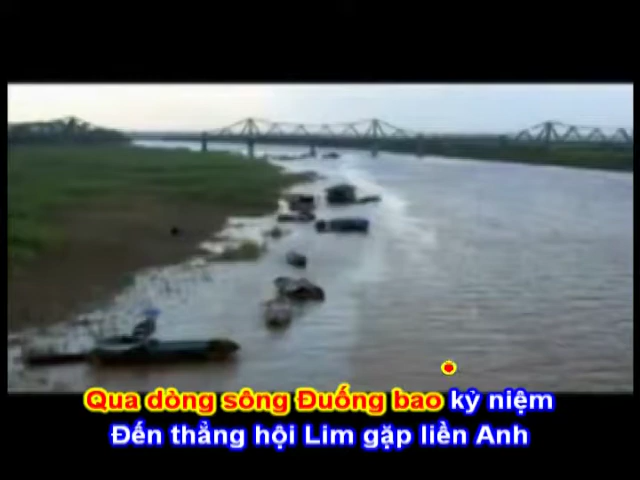 Qua dòng sông Đuống bao kỷ niệm
Đến thẳng hội Lim gặp liền Anh